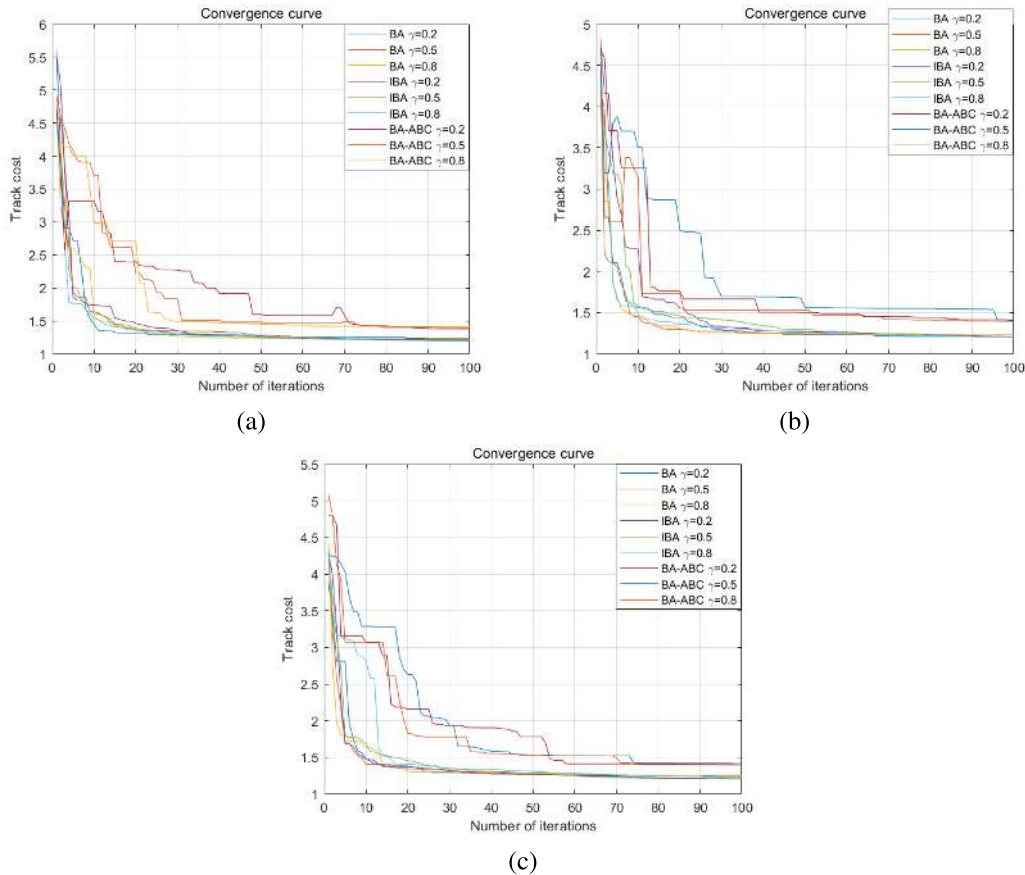 Convergence curve
6
5.5
5
4.5
4
3.5
3
2.5
2
1.5
1
Track cost
0 10 20 30 40 50 60 70 80 90 100
Number of iterations
BA γ=0.2
BA γ=0.5
BA γ=0.8
IBA γ=0.2
IBA γ=0.5
IBA γ=0.8
BA-ABC γ=0.2
BA-ABC γ=0.5
BA-ABC γ=0.8
(a)
Convergence curve
5
4.5
4
3.5
3
2.5
2
1.5
1
Track cost
0 10 20 30 40 50 60 70 80 90 100
Number of iterations
BA γ=0.2
BA γ=0.5
BA γ=0.8
IBA γ=0.2
IBA γ=0.5
IBA γ=0.8
BA-ABC γ=0.2
BA-ABC γ=0.5
BA-ABC γ=0.8
(b)
Convergence curve
5.5
5
4.5
4
3.5
3
2.5
2
1.5
1
Track cost
0 10 20 30 40 50 60 70 80 90 100
Number of iterations
BA γ=0.2
BA γ=0.5
BA γ=0.8
IBA γ=0.2
IBA γ=0.5
IBA γ=0.8
BA-ABC γ=0.2
BA-ABC γ=0.5
BA-ABC γ=0.8
(c)